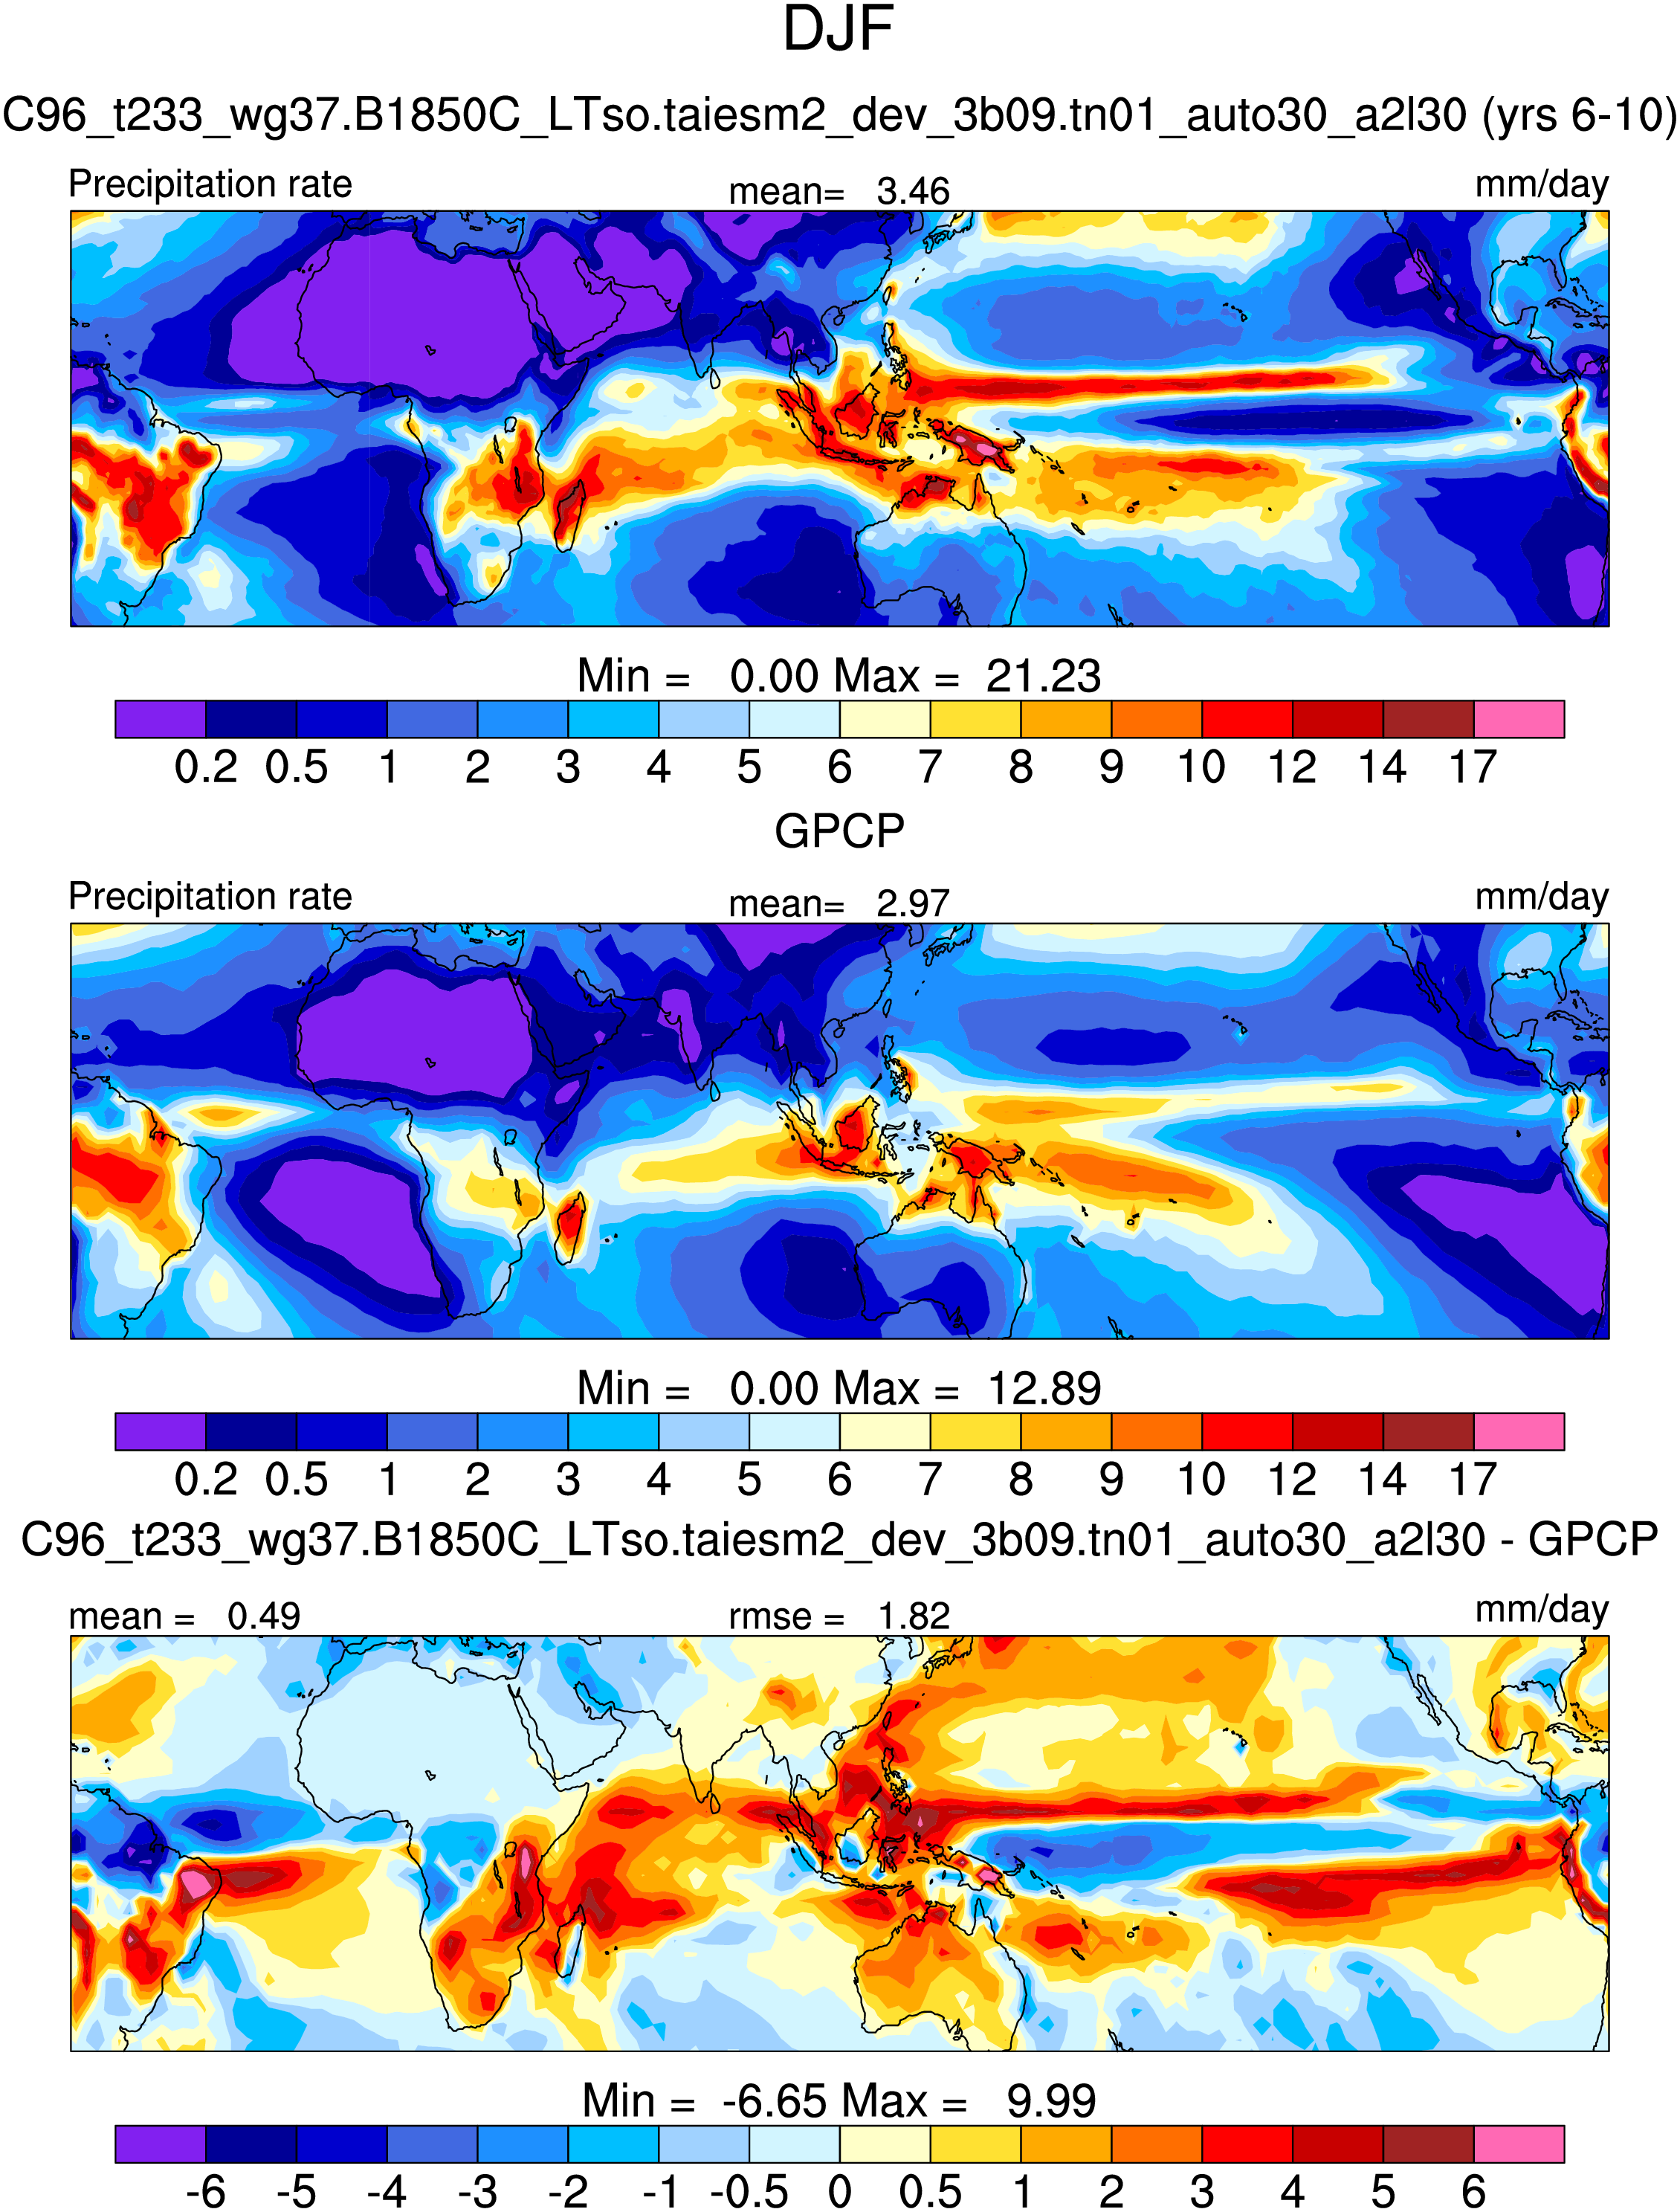 DJF
C96_t233_wg37.B1850C_LTso.taiesm2_dev_3b09.tn01_auto30_a2l30 (yrs 6-10)
Precipitation rate mean= 3.46 mm/day
Min = 0.00 Max = 21.23
0.2 0.5 1 2 3 4 5 6 7 8 9 10 12 14 17
GPCP
Precipitation rate mean= 2.97 mm/day
Min = 0.00 Max = 12.89
0.2 0.5 1 2 3 4 5 6 7 8 9 10 12 14 17
C96_t233_wg37.B1850C_LTso.taiesm2_dev_3b09.tn01_auto30_a2l30 - GPCP
mean = 0.49 rmse = 1.82 mm/day
Min = -6.65 Max = 9.99
-6 -5 -4 -3 -2 -1 -0.5 0 0.5 1 2 3 4 5 6